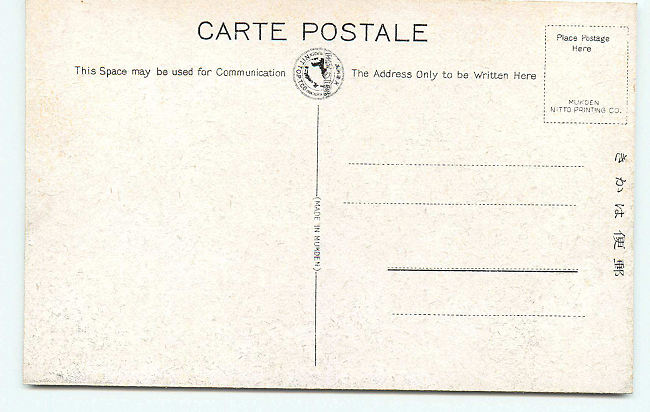 CARTE POSTALE
This Space may be used for Communication
The Address Only to be Written Here
Place Postage
Here
MUKDEN
NITTO PRINTING CO.
(MADE IN MUKDEN)
きかは便郵